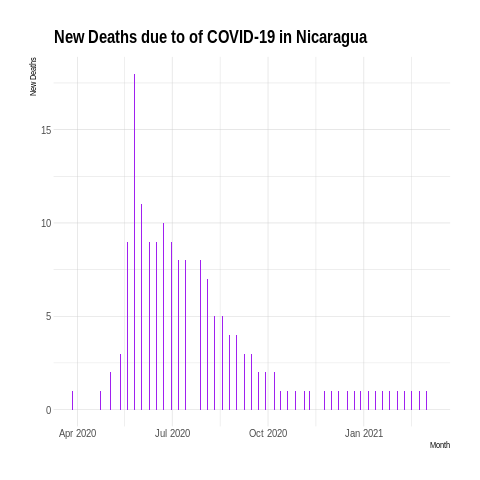 New Deaths due to of COVID-19 in Nicaragua
New Deaths
15
10
5
0
Apr 2020 Jul 2020 Oct 2020 Jan 2021
Month